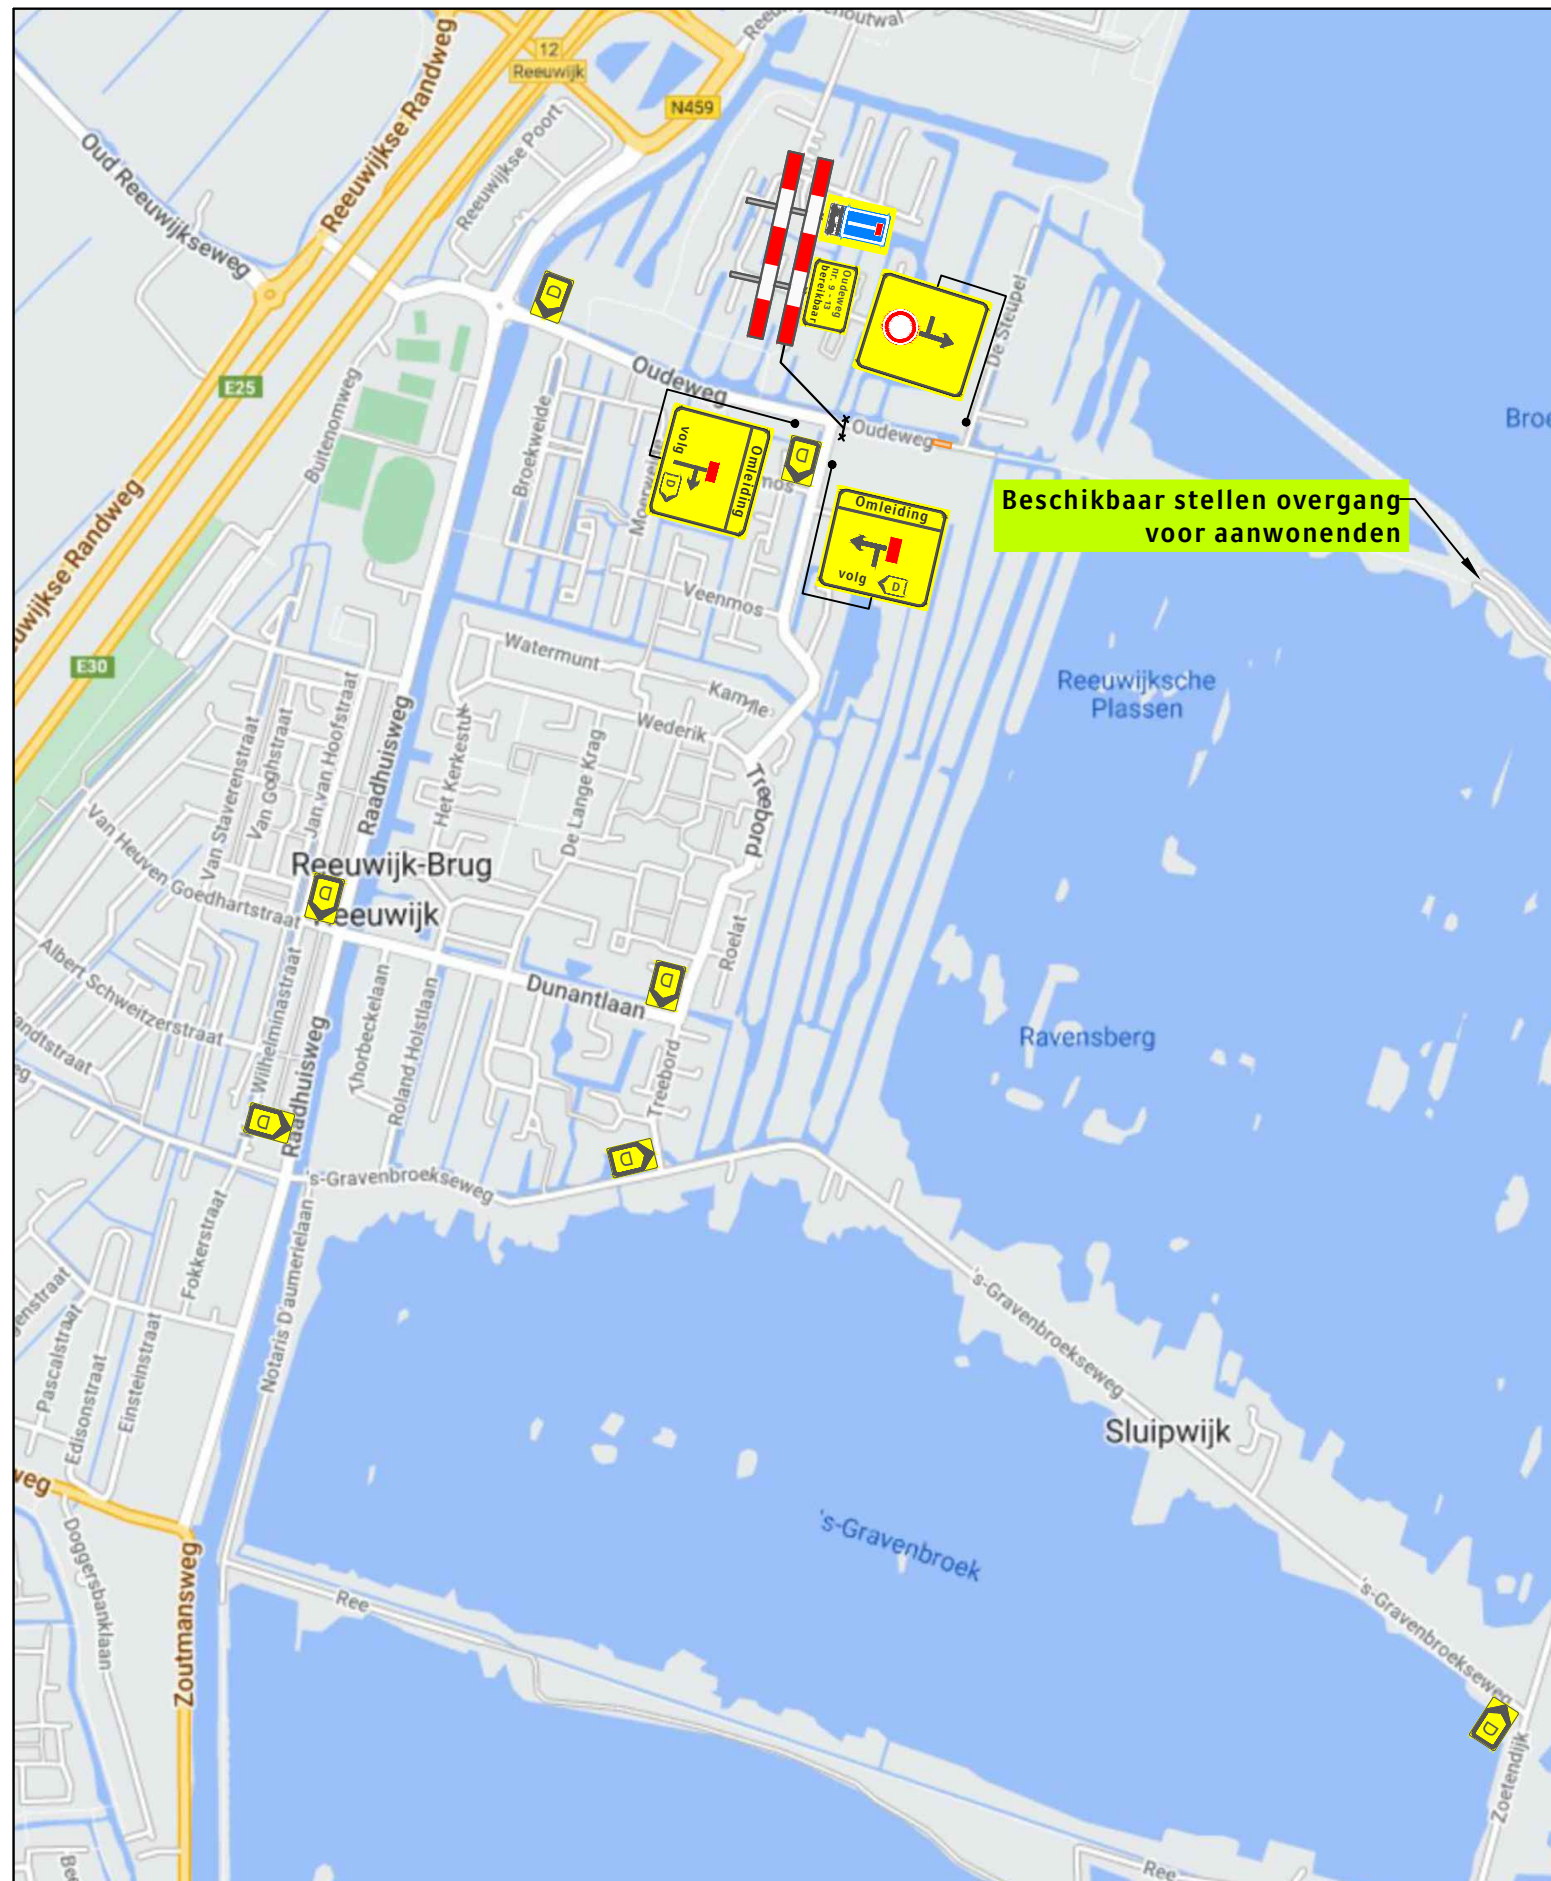 12
Reeuwijk
N459
Reeuwijkse Randweg
Oud Reeuwijkseweg
Reeuwijkse Poort
E25
Buitenomweg
Oudeweg
nr. 9 - 13
bereikbaar
De Steupel
D
Oudeweg
Oudeweg
Broekweide
Omleiding
volg
D
D
Omleiding
volg
D
Beschikbaar stellen overgang
voor aanwonenden
E30
Veenmos
Watermunt
Wederik
Reeuwijksche
Plassen
Raadhuisweg
Jan van Hoofstraat
Van Goghstraat
Van Staverenstraat
Het Kerkestuk
De Lange Krag
Treebord
Van Heuven Goedhartstraat
Reeuwijk-Brug
D
Roelat
Albert Schweitzerstraat
Wilhelminastraat
Thorbeckelaan
Roland Holstlaan
Dunantlaan
D
Ravensberg
Raadhuisweg
Treebord
D
D
's-Gravenbroekseweg
Fokkerstraat
Notaris D'aumerielaan
Pascalstraat
Edisonstraat
Einsteinstraat
's-Gravenbroekseweg
Sluipwijk
's-Gravenbroek
Doggersbanklaan
Zoutmansweg
Ree
's-Gravenbroekseweg
D
Zoetendijk
Ree